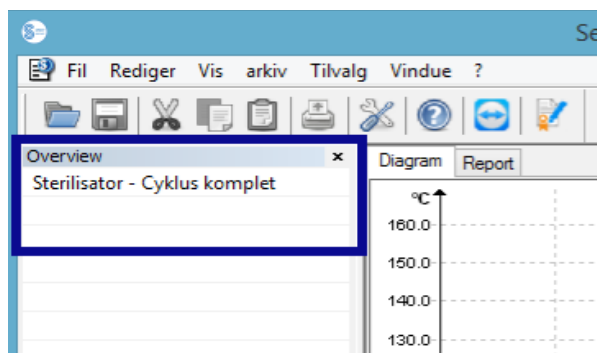 Se
Fil Rediger Vis arkiv Tilvalg Vindue ?
Overview x
Diagram Report
Sterilisator - Cyklus komplet
°C
160.0
150.0
140.0
130.0